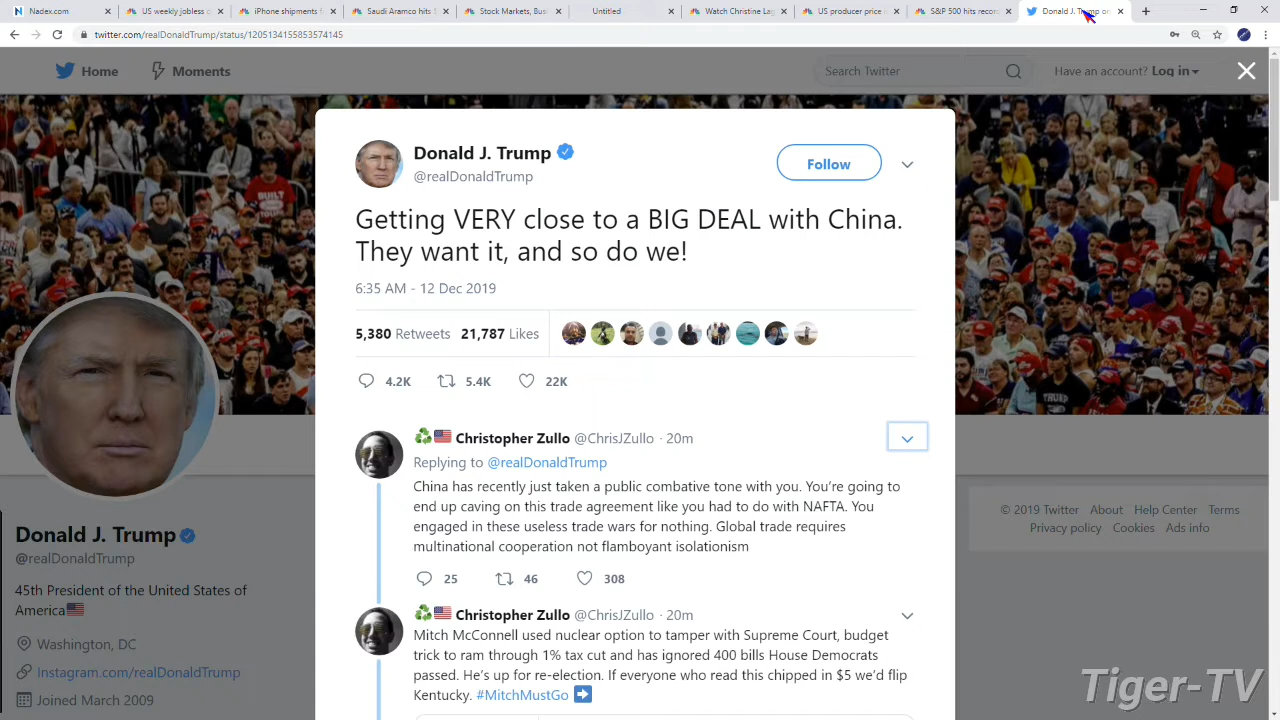 Nadex.com
US weekly jobless c
iPhone shipments
Saudi Aramco hits
Stock Markets, Bus
Untitled
Watch Christine Lag
US producer price i
S&P 500 hits recor
Donald J. Trump on
twitter.com/realDonaldTrump/status/1205134155853574145
Home
Moments
Search Twitter
Have an account? Log in
Donald J. Trump
@realDonaldTrump
Follow
Getting VERY close to a BIG DEAL with China.
They want it, and so do we!
6:35 AM - 12 Dec 2019
5,380 Retweets 21,787 Likes
4.2K 5.4K 22K
Christopher Zullo @ChrisJZullo · 20m
Replying to @realDonaldTrump
China has recently just taken a public combative tone with you. You're going to
end up caving on this trade agreement like you had to do with NAFTA. You
engaged in these useless trade wars for nothing. Global trade requires
multinational cooperation not flamboyant isolationism
25 46 308
Christopher Zullo @ChrisJZullo · 20m
Mitch McConnell used nuclear option to tamper with Supreme Court, budget
trick to ram through 1% tax cut and has ignored 400 bills House Democrats
passed. He's up for re-election. If everyone who read this chipped in $5 we'd flip
Kentucky. #MitchMustGo
Donald J. Trump
@realDonaldTrump
45th President of the United States of
America
Washington, DC
Instagram.com/realDonaldTrump
Joined March 2009
© 2019 Twitter About Help Center Terms
Privacy policy Cookies Ads info
BUILT
TRUMP
Tiger-TV